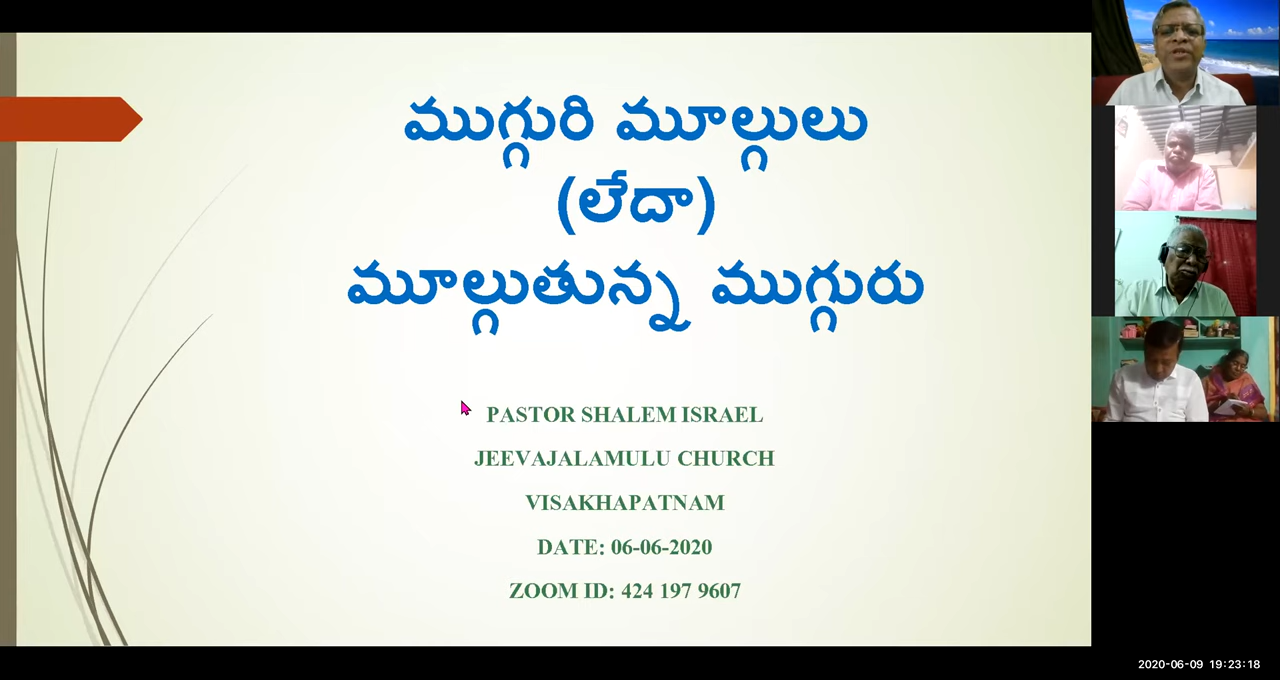 ముగ్గురి మూల్గులు
(లేదా)
మూల్గుతున్న ముగ్గురు
PASTOR SHALEM ISRAEL
JEEVAJALAMULU CHURCH
VISAKHAPATNAM
DATE: 06-06-2020
ZOOM ID: 424 197 9607
2020-06-09 19:23:18